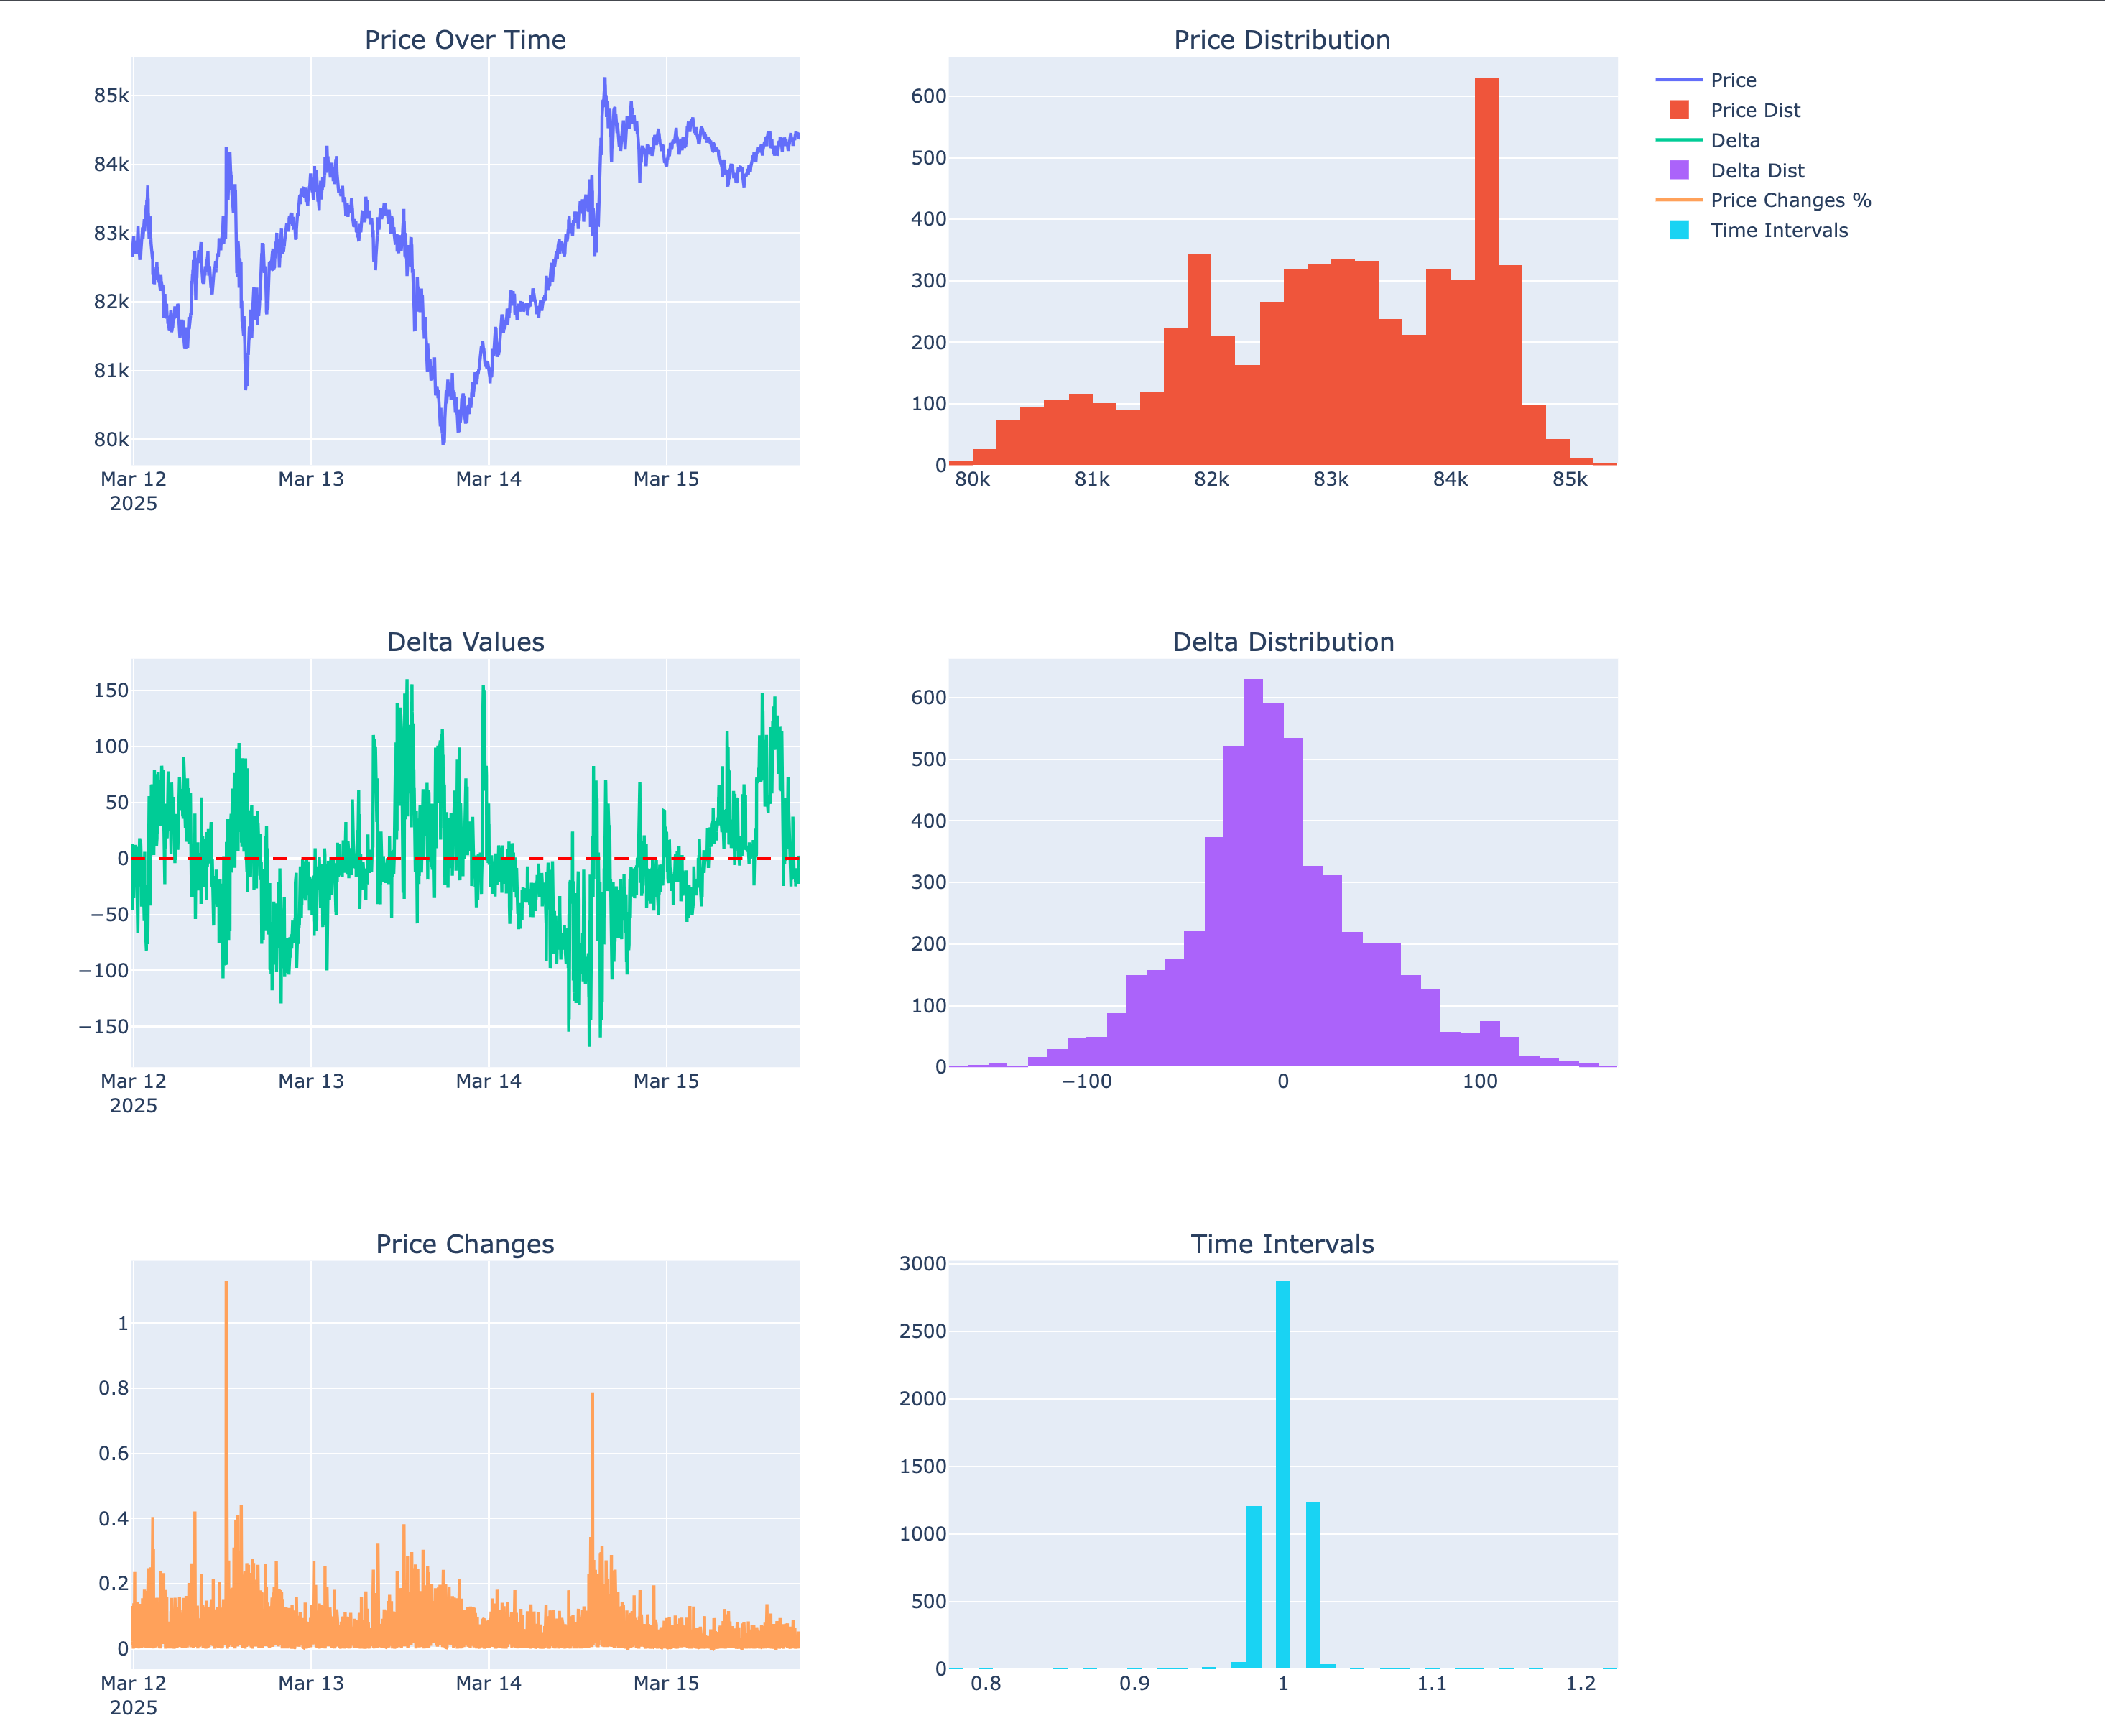 Price Over Time
85k
84k
83k
82k
81k
80k
Mar 12
2025
Mar 13
Mar 14
Mar 15
Price Distribution
600
500
400
300
200
100
0
80k
81k
82k
83k
84k
85k
Price
Price Dist
Delta
Delta Dist
Price Changes %
Time Intervals
Delta Values
150
100
50
0
−50
−100
−150
Mar 12
2025
Mar 13
Mar 14
Mar 15
Delta Distribution
600
500
400
300
200
100
0
−100
0
100
Price Changes
1
0.8
0.6
0.4
0.2
0
Mar 12
2025
Mar 13
Mar 14
Mar 15
Time Intervals
3000
2500
2000
1500
1000
500
0
0.8
0.9
1
1.1
1.2